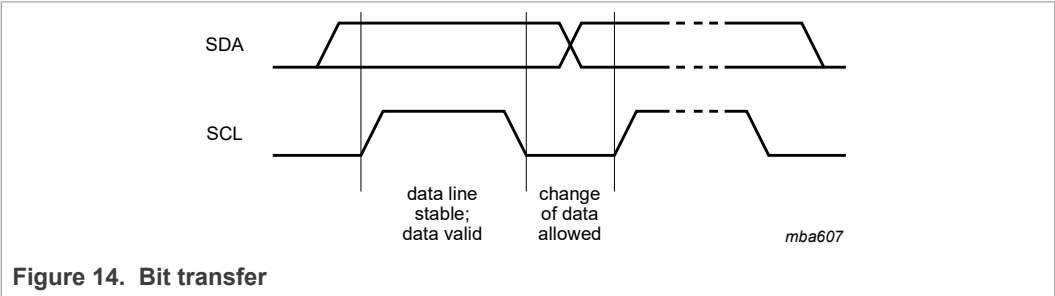 SDA
SCL
data line
stable;
data valid
change
of data
allowed
mba607
Figure 14. Bit transfer